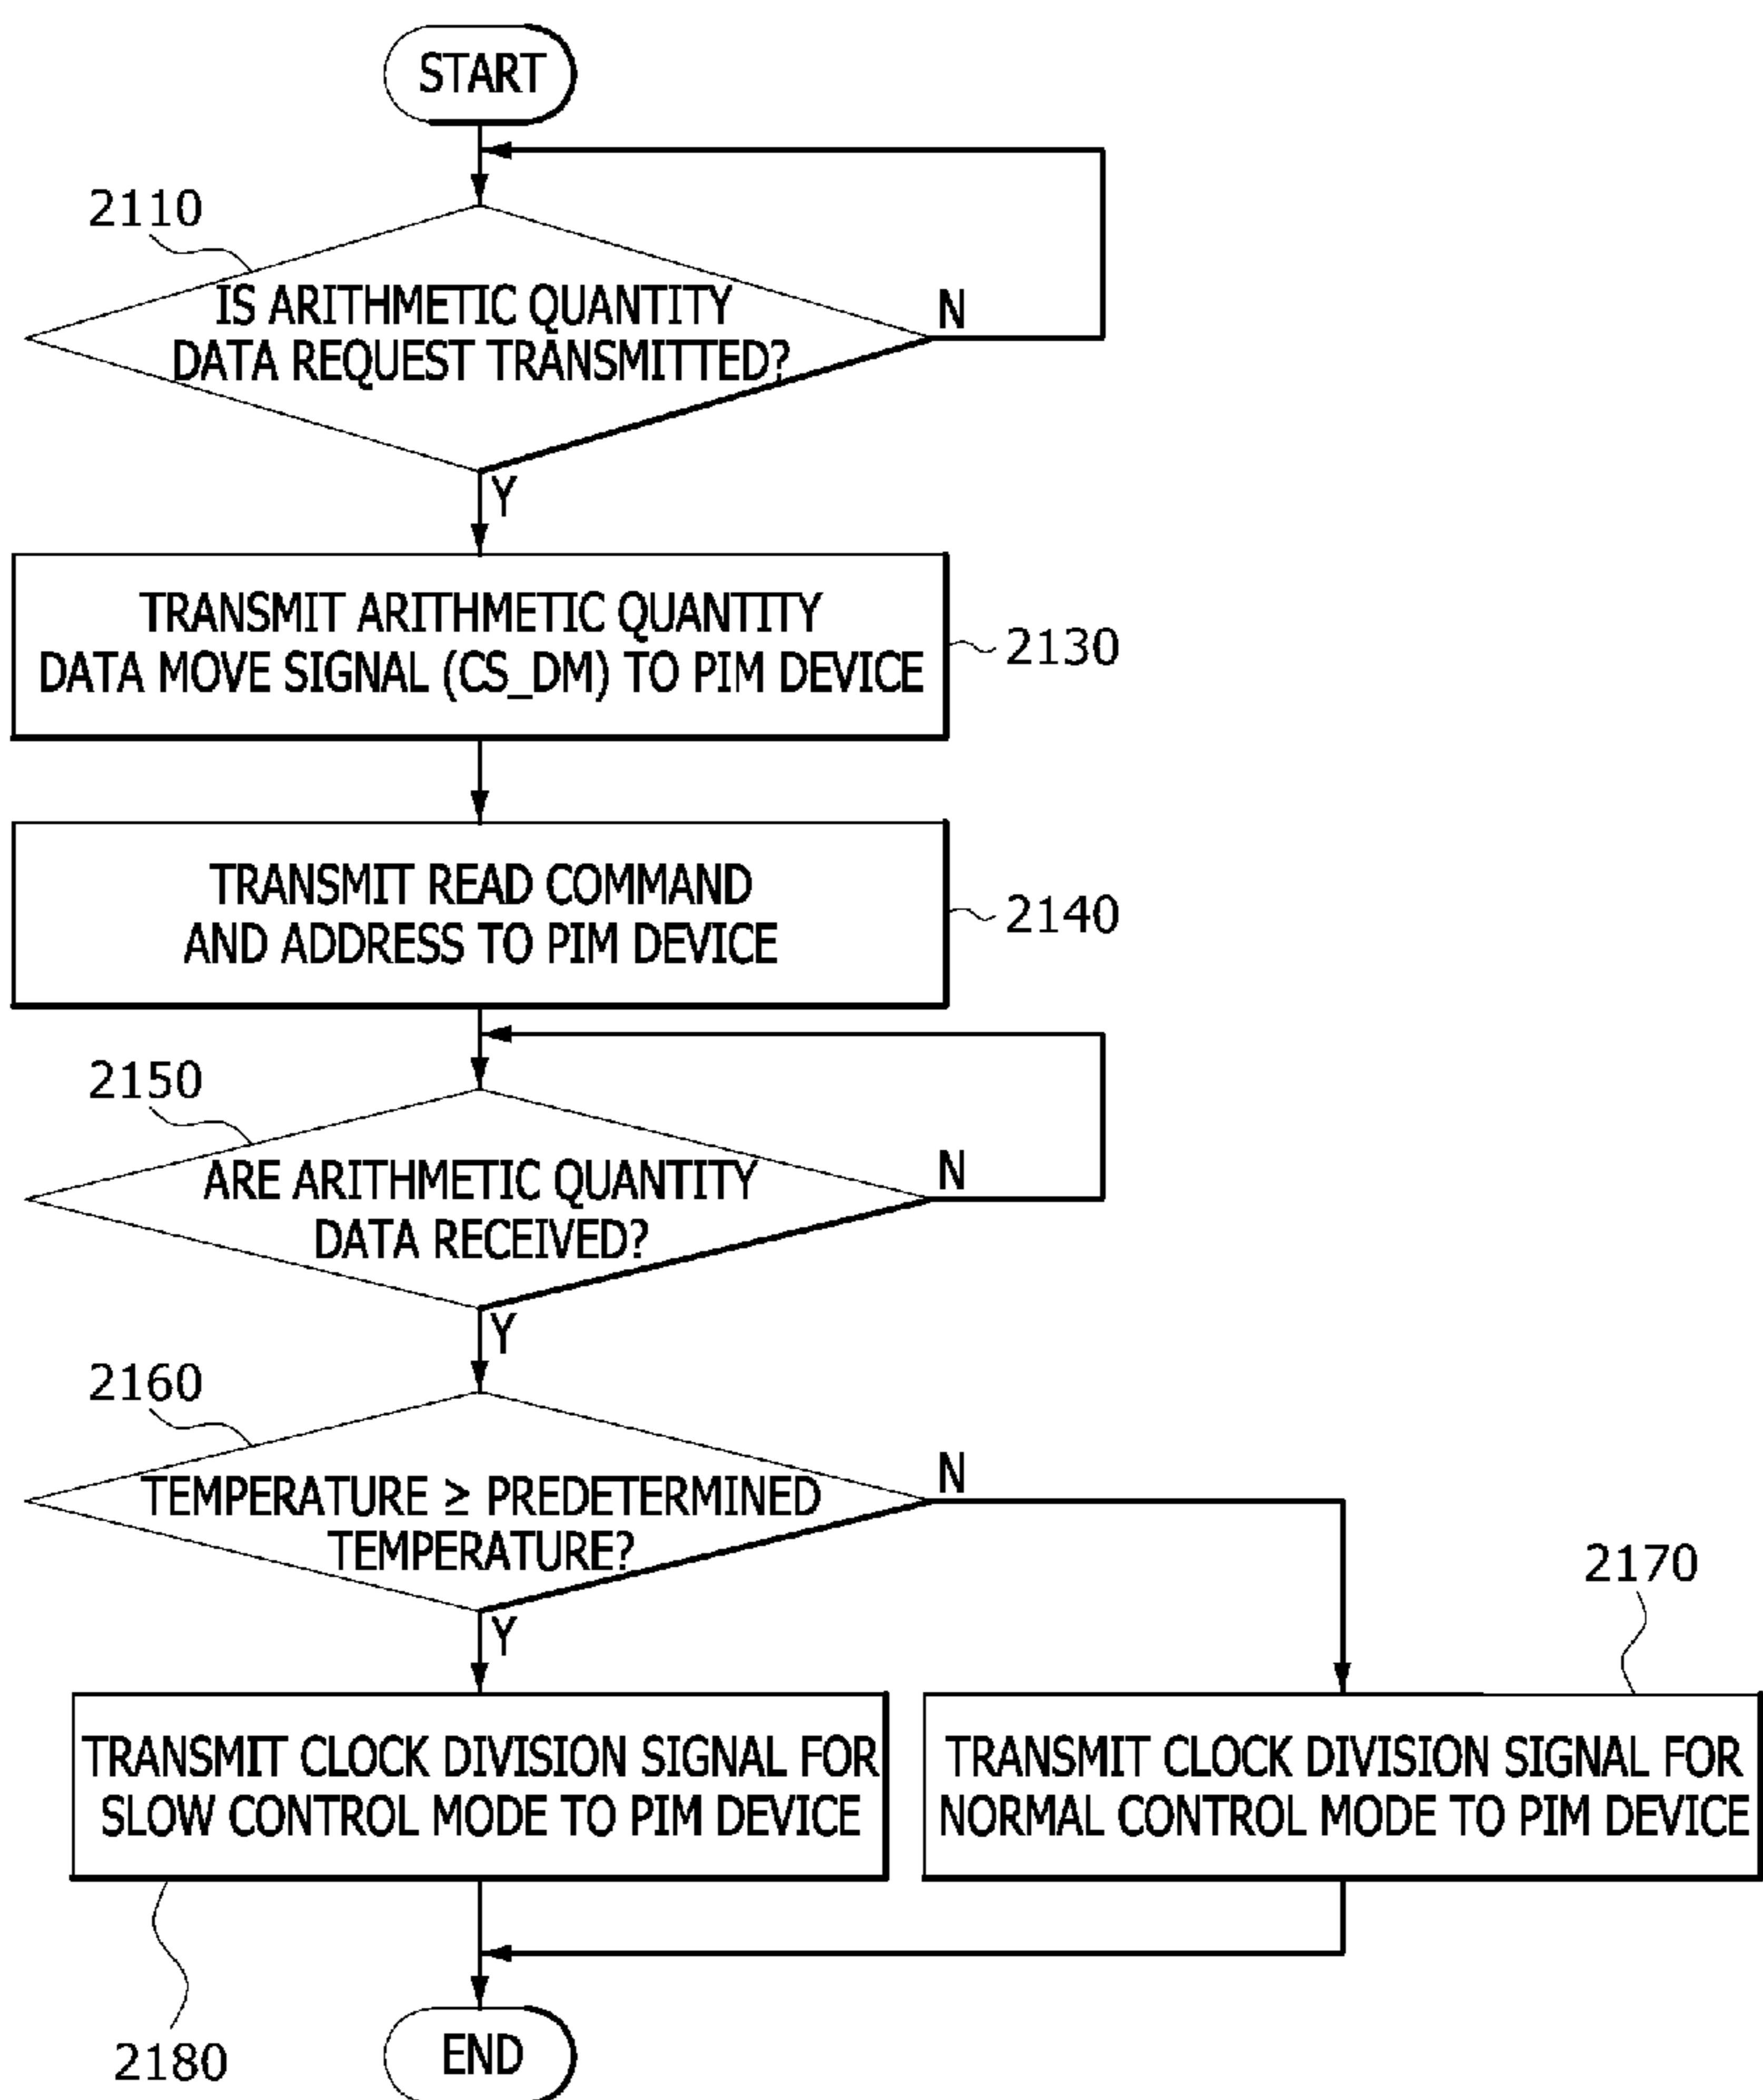 START
2110
IS ARITHMETIC QUANTITY
DATA REQUEST TRANSMITTED?
N
Y
TRANSMIT ARITHMETIC QUANTITY
DATA MOVE SIGNAL (CS_DM) TO PIM DEVICE
2130
TRANSMIT READ COMMAND
AND ADDRESS TO PIM DEVICE
2140
2150
ARE ARITHMETIC QUANTITY
DATA RECEIVED?
N
Y
2160
TEMPERATURE ≥ PREDETERMINED
TEMPERATURE?
N
Y
2170
TRANSMIT CLOCK DIVISION SIGNAL FOR
SLOW CONTROL MODE TO PIM DEVICE
TRANSMIT CLOCK DIVISION SIGNAL FOR
NORMAL CONTROL MODE TO PIM DEVICE
2180
END